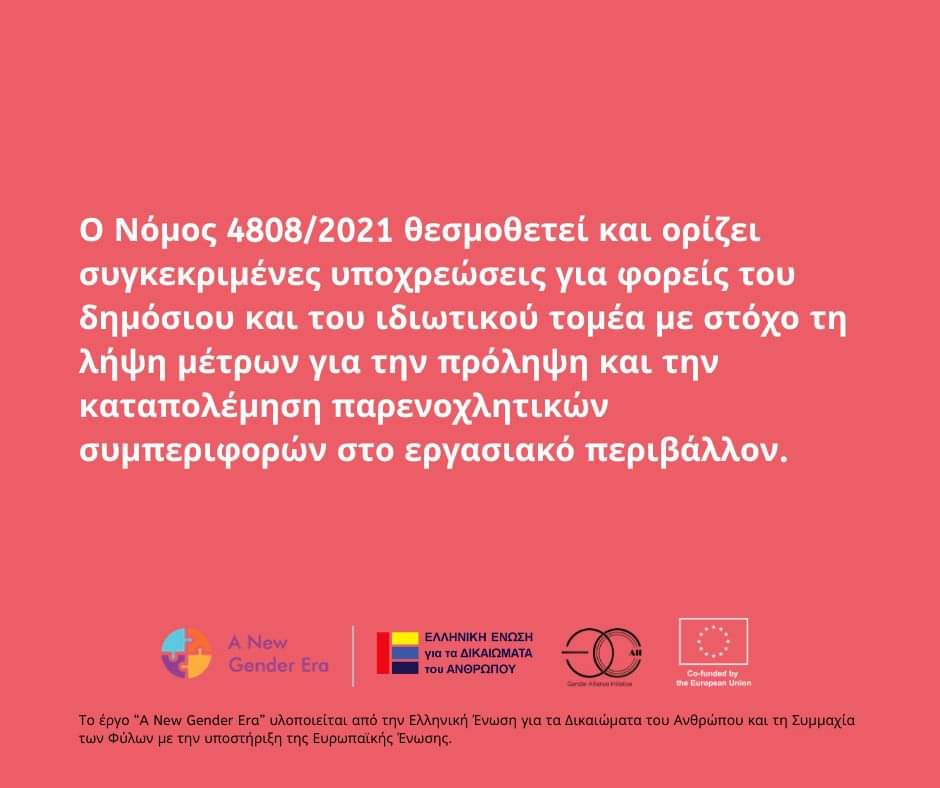 Ο Νόμος 4808/2021 θεσμοθετεί και ορίζει
συγκεκριμένες υποχρεώσεις για φορείς του
δημόσιου και του ιδιωτικού τομέα με στόχο τη
λήψη μέτρων για την πρόληψη και την
καταπολέμηση παρενοχλητικών
συμπεριφορών στο εργασιακό περιβάλλον.
A New
Gender Era
ΕΛΛΗΝΙΚΗ ΕΝΩΣΗ
για τα ΔΙΚΑΙΩΜΑΤΑ
του ΑΝΘΡΩΠΟΥ
All
Gender Alliance Initiative
Co-funded by
the European Union
Το έργο “A New Gender Era” υλοποιείται από την Ελληνική Ένωση για τα Δικαιώματα του Ανθρώπου και τη Συμμαχία
των Φύλων με την υποστήριξη της Ευρωπαϊκής Ένωσης.